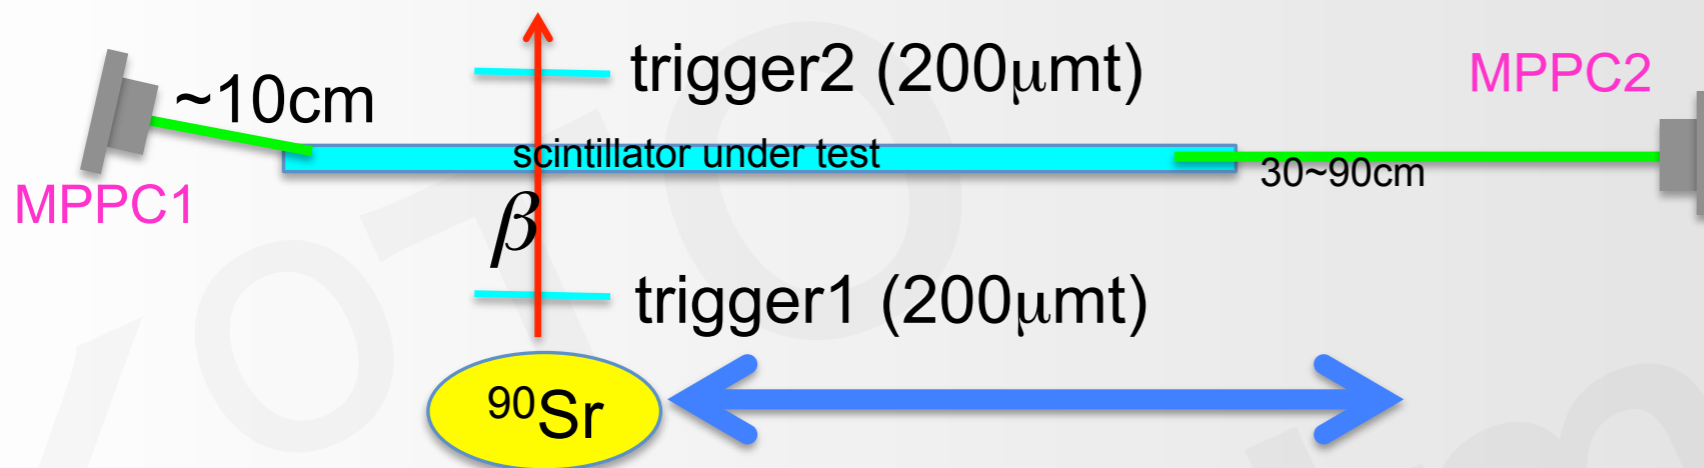 trigger2 (200μmt)
MPPC2
~10cm
scintillator under test
30~90cm
MPPC1
β
trigger1 (200μmt)
90Sr